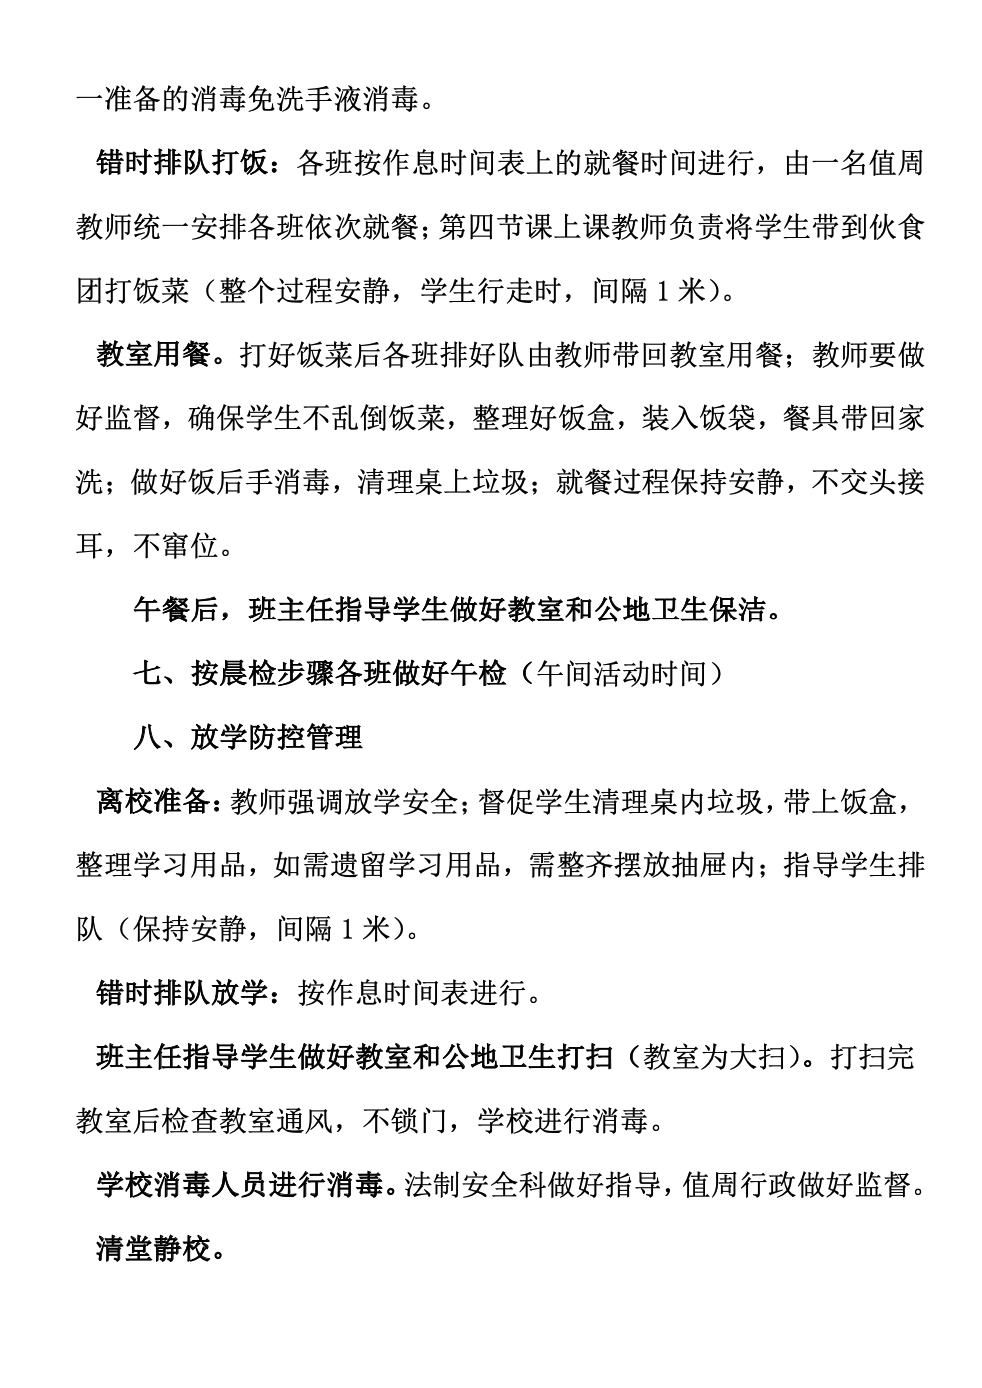 一准备的消毒免洗手液消毒。
错时排队打饭：各班按作息时间表上的就餐时间进行，由一名值周
教师统一安排各班依次就餐；第四节课上课教师负责将学生带到伙食
团打饭菜（整个过程安静，学生行走时，间隔 1 米）。
教室用餐。打好饭菜后各班排好队由教师带回教室用餐；教师要做
好监督，确保学生不乱倒饭菜，整理好饭盒，装入饭袋，餐具带回家
洗；做好饭后手消毒，清理桌上垃圾；就餐过程保持安静，不交头接
耳，不窜位。
午餐后，班主任指导学生做好教室和公地卫生保洁。
七、按晨检步骤各班做好午检（午间活动时间）
八、放学防控管理
离校准备：教师强调放学安全；督促学生清理桌内垃圾，带上饭盒，
整理学习用品，如需遗留学习用品，需整齐摆放抽屉内；指导学生排
队（保持安静，间隔 1 米）。
错时排队放学：按作息时间表进行。
班主任指导学生做好教室和公地卫生打扫（教室为大扫）。打扫完
教室后检查教室通风，不锁门，学校进行消毒。
学校消毒人员进行消毒。法制安全科做好指导，值周行政做好监督。
清堂静校。